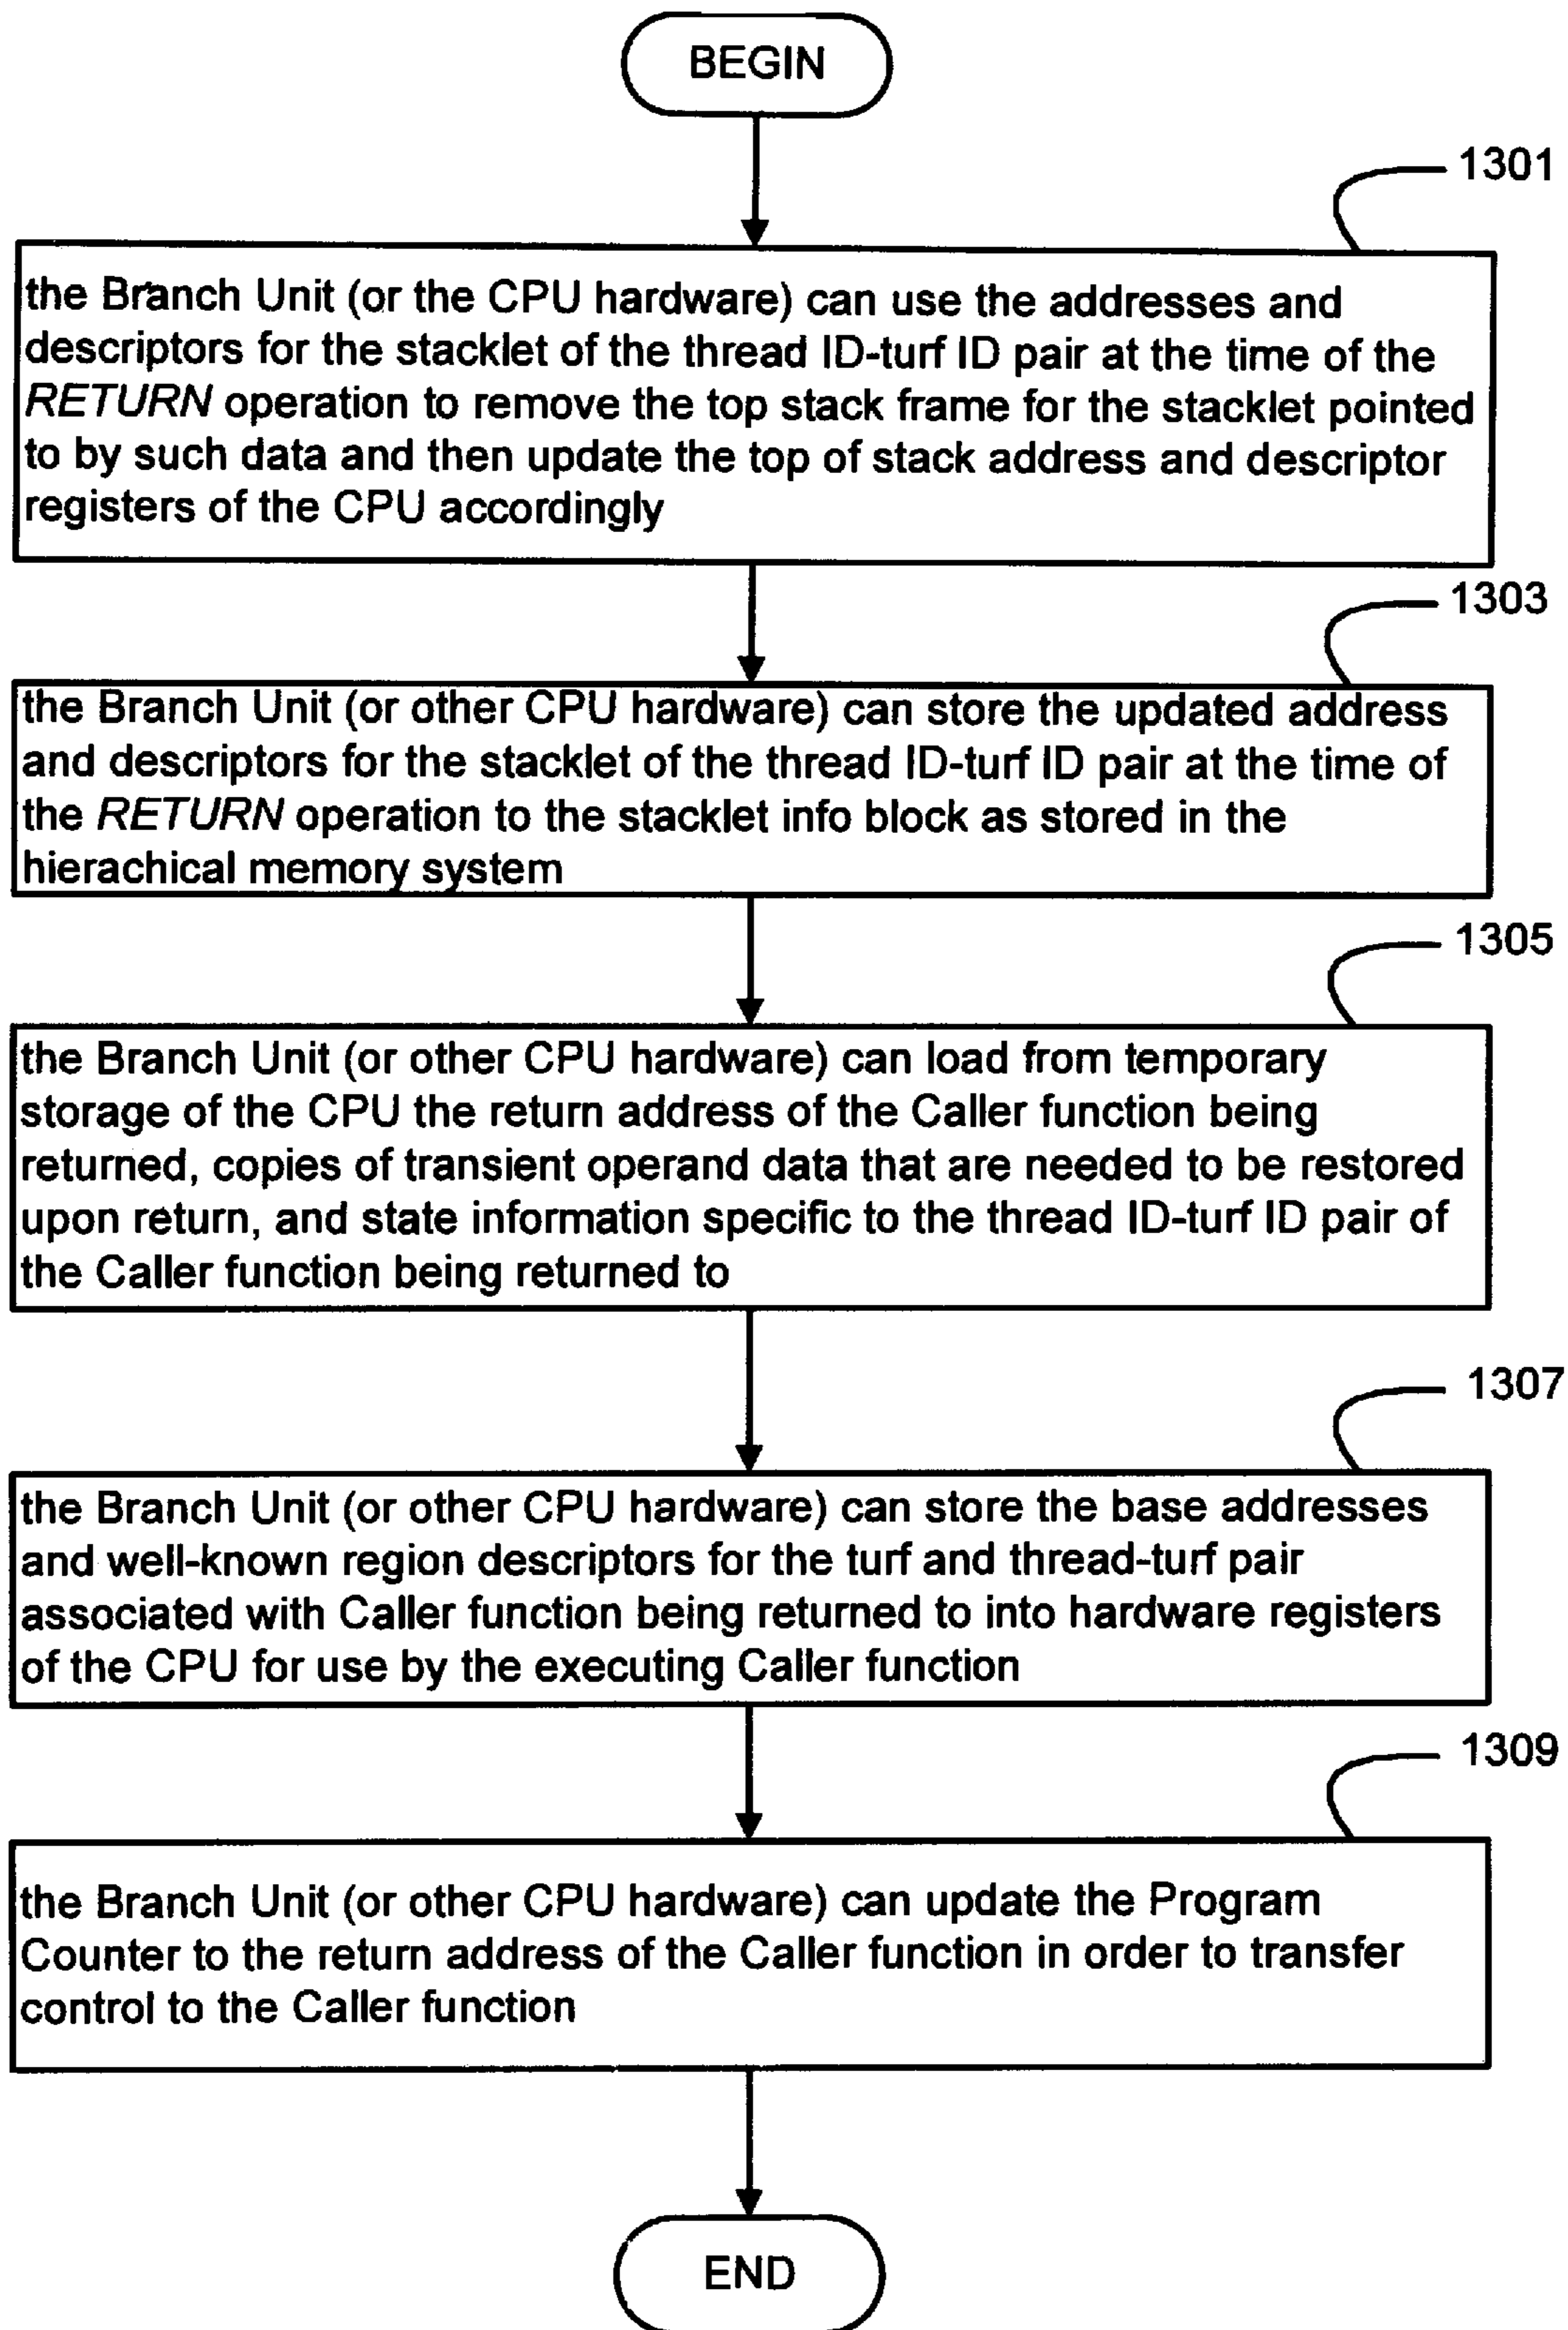 BEGIN
1301
the Branch Unit (or the CPU hardware) can use the addresses and
descriptors for the stacklet of the thread ID-turf ID pair at the time of the
RETURN operation to remove the top stack frame for the stacklet pointed
to by such data and then update the top of stack address and descriptor
registers of the CPU accordingly
1303
the Branch Unit (or other CPU hardware) can store the updated address
and descriptors for the stacklet of the thread ID-turf ID pair at the time of
the RETURN operation to the stacklet info block as stored in the
hierachical memory system
1305
the Branch Unit (or other CPU hardware) can load from temporary
storage of the CPU the return address of the Caller function being
returned, copies of transient operand data that are needed to be restored
upon return, and state information specific to the thread ID-turf ID pair of
the Caller function being returned to
1307
the Branch Unit (or other CPU hardware) can store the base addresses
and well-known region descriptors for the turf and thread-turf pair
associated with Caller function being returned to into hardware registers
of the CPU for use by the executing Caller function
1309
the Branch Unit (or other CPU hardware) can update the Program
Counter to the return address of the Caller function in order to transfer
control to the Caller function
END